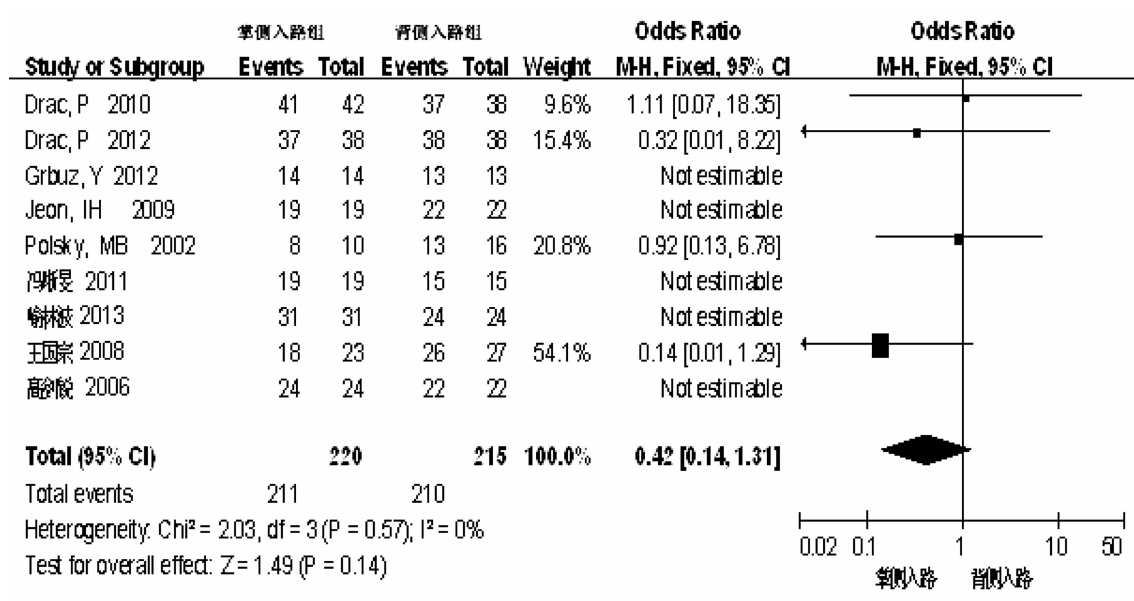 掌侧入路组 背侧入路组 Odds Ratio Odds Ratio
Study or Subgroup Events Total Events Total Weight M-H, Fixed, 95% CI M-H, Fixed, 95% CI
Drac, P 2010 41 42 37 38 9.6% 1.11 [0.07, 18.35]
Drac, P 2012 37 38 38 38 15.4% 0.32 [0.01, 8.22]
Grbuz, Y 2012 14 14 13 13 Not estimable
Jeon, IH 2009 19 19 22 22 Not estimable
Polsky, MB 2002 8 10 13 16 20.8% 0.92 [0.13, 6.78]
2011 19 19 15 15 Not estimable
2013 31 31 24 24 Not estimable
王国宗 2008 18 23 26 27 54.1% 0.14 [0.01, 1.29]
2006 24 24 22 22 Not estimable
Total (95% CI) 220 215 100.0% 0.42 [0.14, 1.31]
Total events 211 210
Heterogeneity: Chi² = 2.03, df = 3 (P = 0.57); I² = 0%
Test for overall effect: Z = 1.49 (P = 0.14)
0.02 0.1 1 10 50
掌侧入路 背侧入路